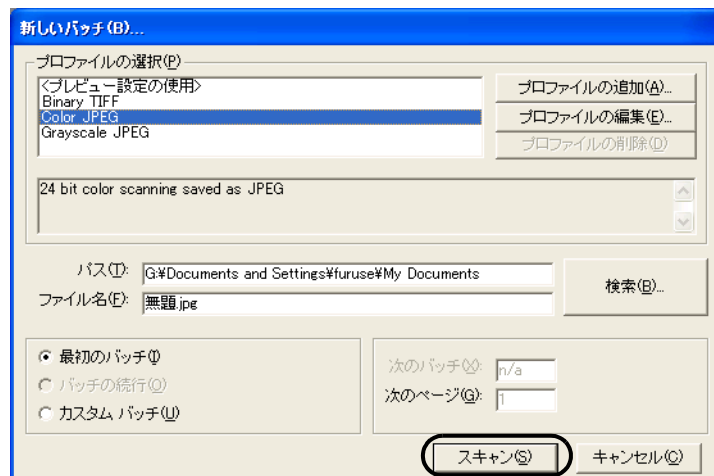 新しいバッチ(B)...
プロファイルの選択(P)
<プレビュー設定の使用>
Binary TIFF
Color JPEG
Grayscale JPEG
プロファイルの追加(A)...
プロファイルの編集(E)...
プロファイルの削除(D)
24 bit color scanning saved as JPEG
パス(T):
G:¥Documents and Settings¥furuse¥My Documents
ファイル名(F):
無題.jpg
検索(B)...
最初のバッチ(I)
バッチの続行(O)
カスタム バッチ(U)
次のバッチ(X):
n/a
次のページ(G):
1
スキャン(S)
キャンセル(C)